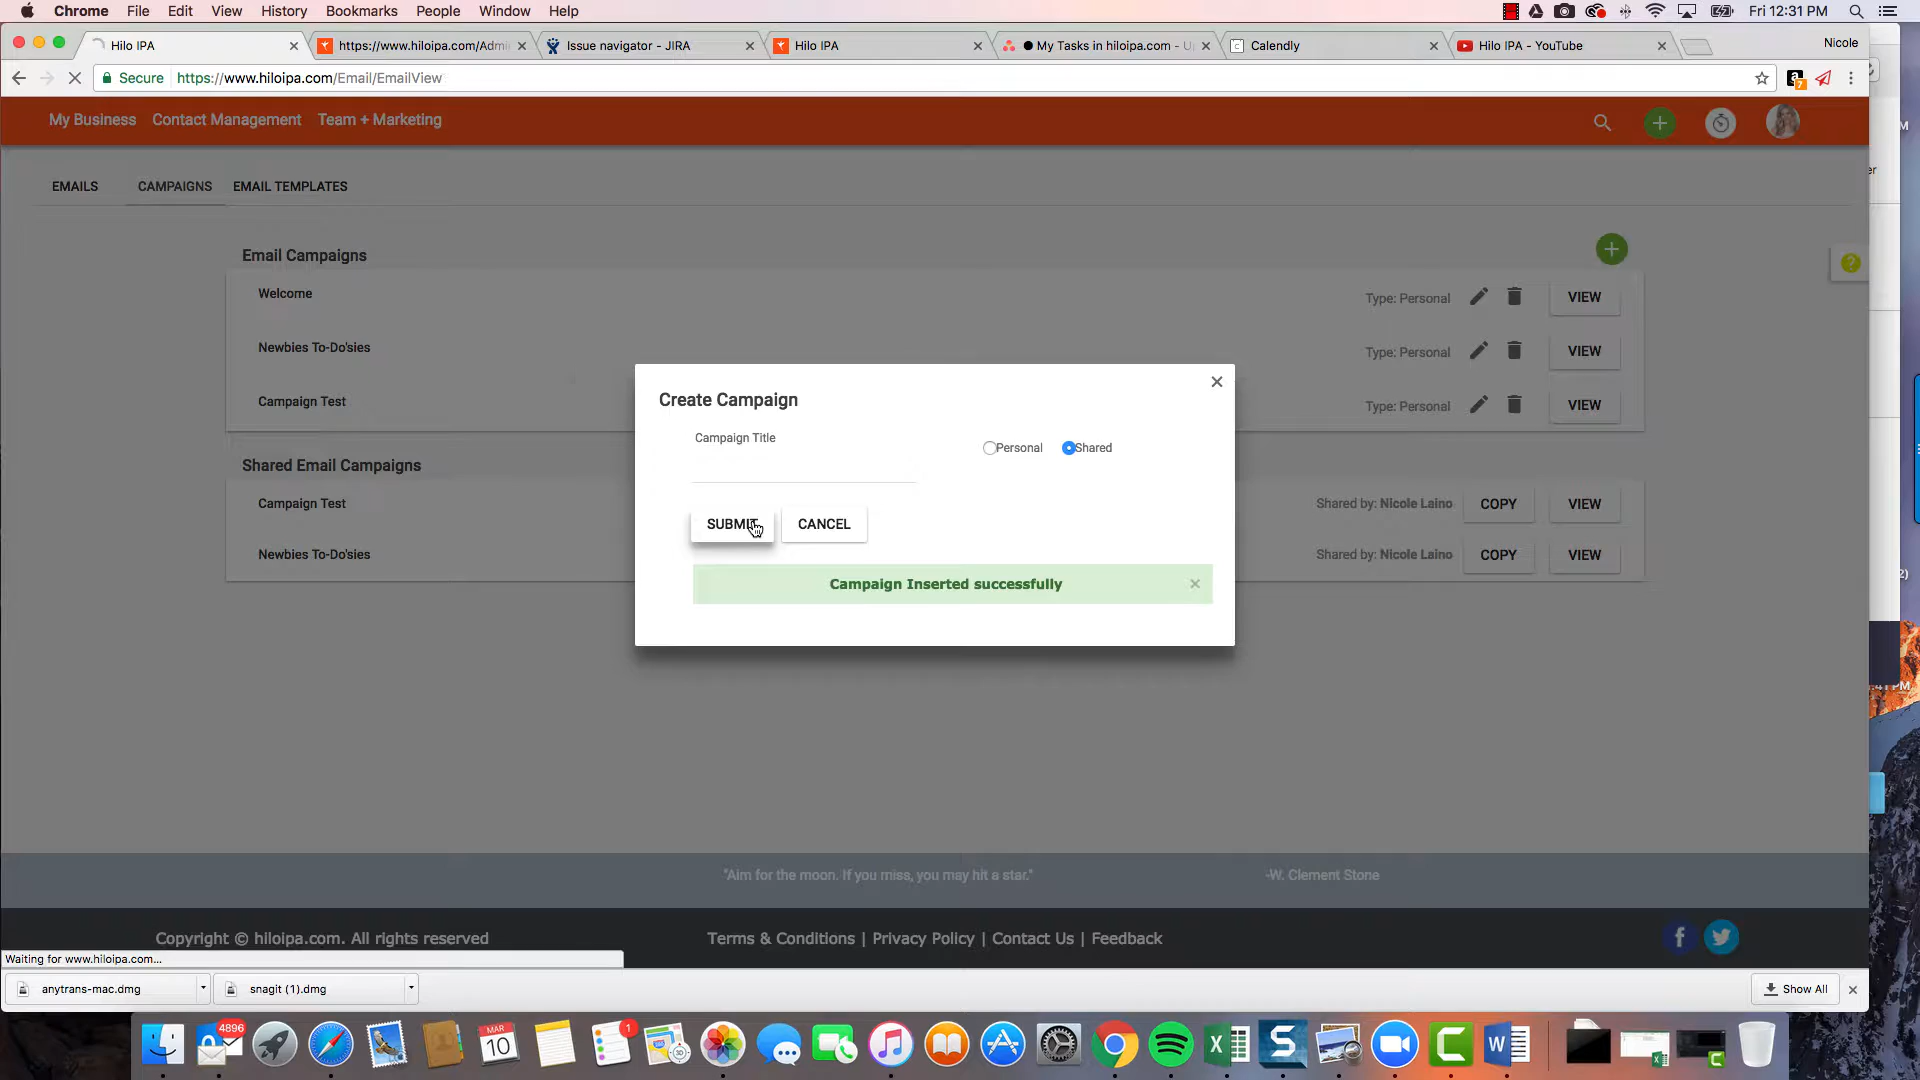 Chrome File Edit View History Bookmarks People Window Help Fri 12:31 PM
Hilo IPA https://www.hiloipa.com/Admi Issue navigator - JIRA Hilo IPA My Tasks in hiloipa.com - U Calendly Hilo IPA - YouTube Nicole
Secure https://www.hiloipa.com/Email/EmailView
7
My Business Contact Management Team + Marketing
EMAILS CAMPAIGNS EMAIL TEMPLATES
Email Campaigns
Welcome Type: Personal VIEW
Newbies To-Do'sies Type: Personal VIEW
Campaign Test Type: Personal VIEW
Shared Email Campaigns
Campaign Test Shared by: Nicole Laino COPY VIEW
Newbies To-Do'sies Shared by: Nicole Laino COPY VIEW
Create Campaign
Campaign Title
Personal Shared
SUBMIT CANCEL
Campaign Inserted successfully
"Aim for the moon. If you miss, you may hit a star." -W. Clement Stone
Copyright © hiloipa.com. All rights reserved Terms & Conditions | Privacy Policy | Contact Us | Feedback
Waiting for www.hiloipa.com...
anytrans-mac.dmg snagit (1).dmg Show All
4896 MAR 10 1